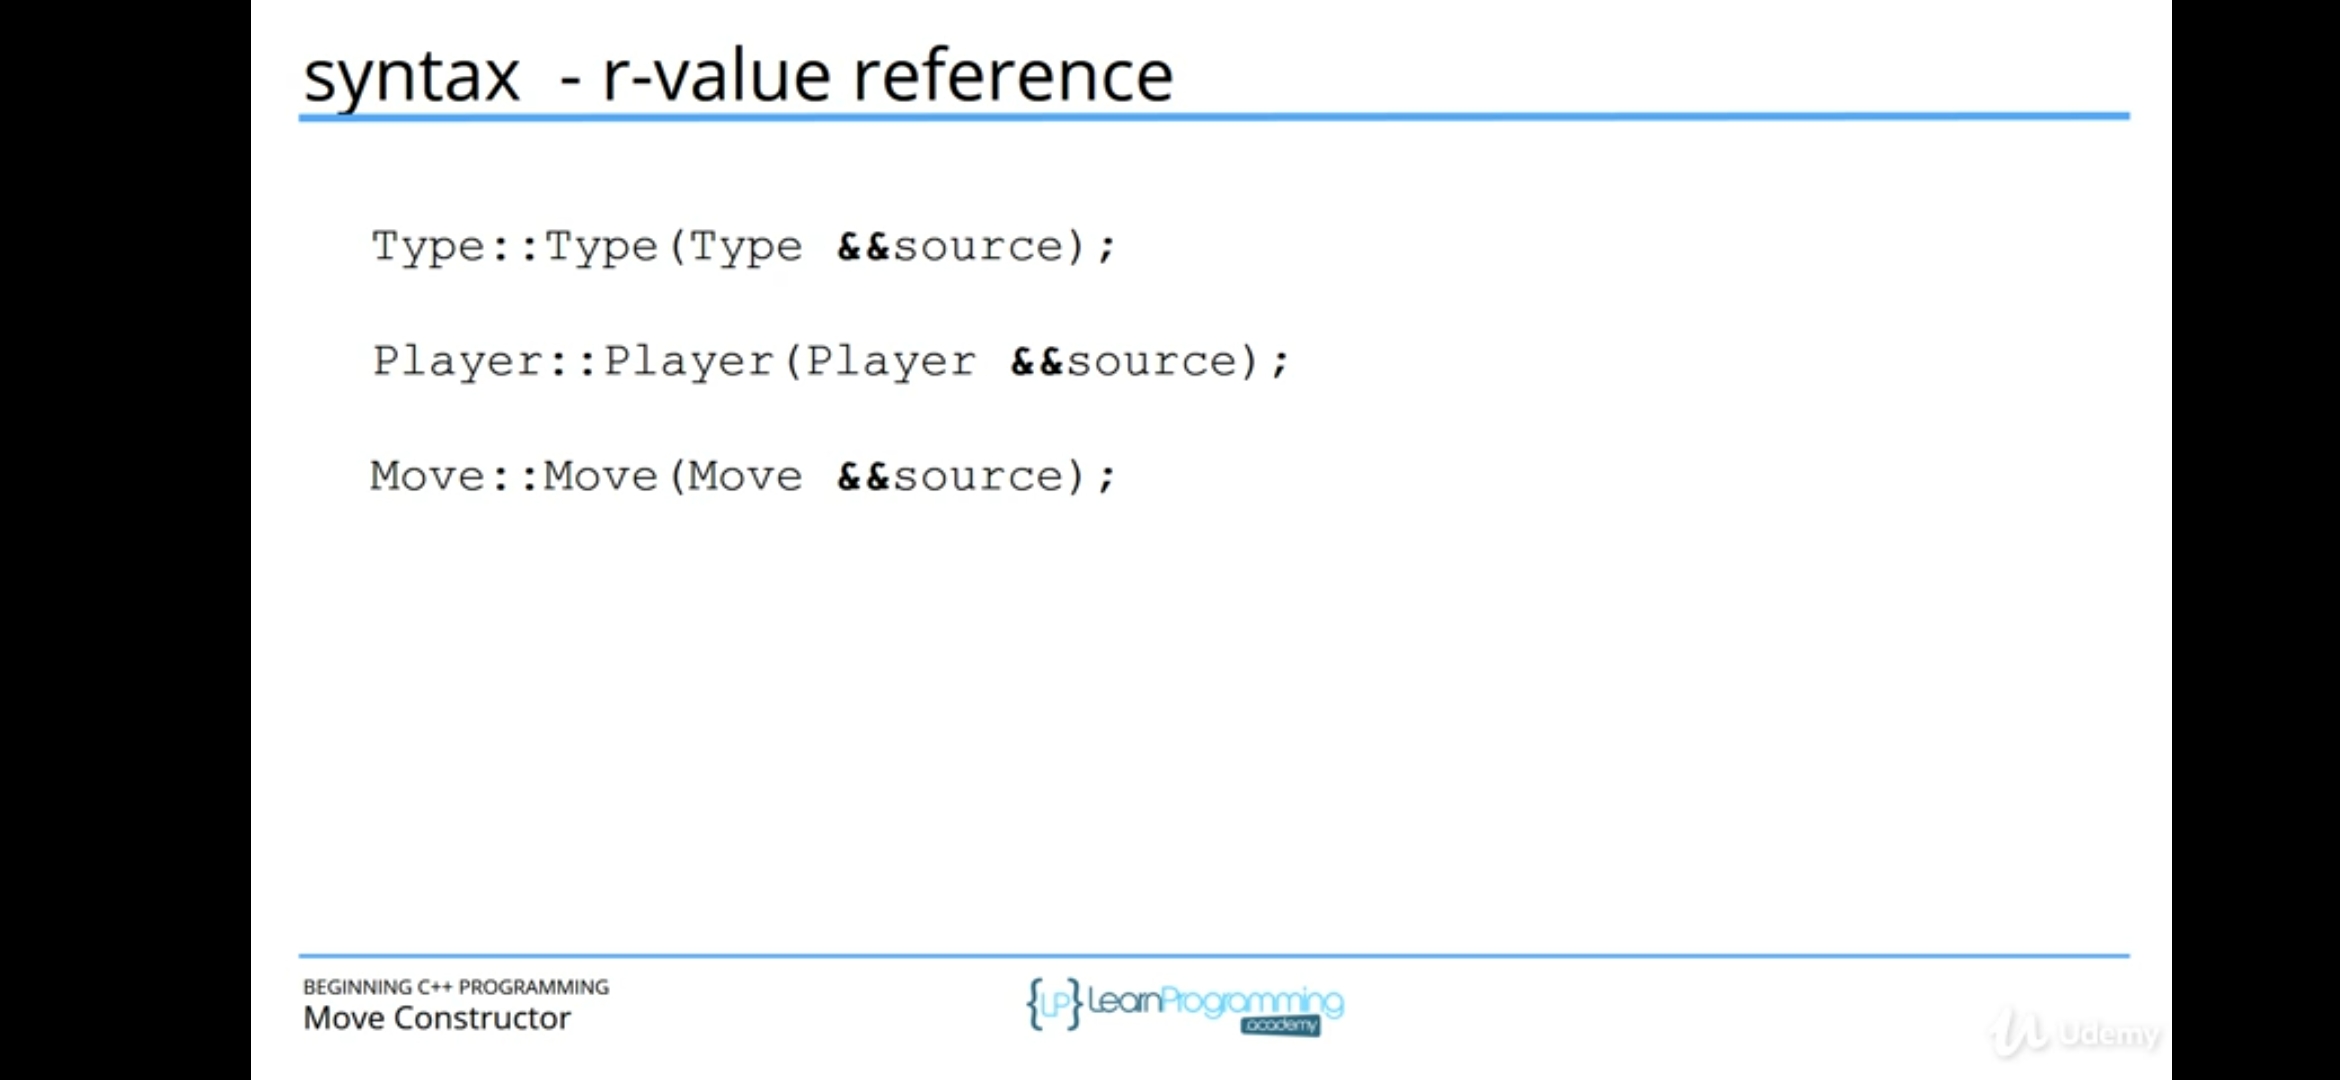 syntax - r-value reference
Type::Type(Type &&source);
Player::Player(Player &&source);
Move::Move(Move &&source);
BEGINNING C++ PROGRAMMING
Move Constructor
{LP} LearnProgramming
academy
Udemy